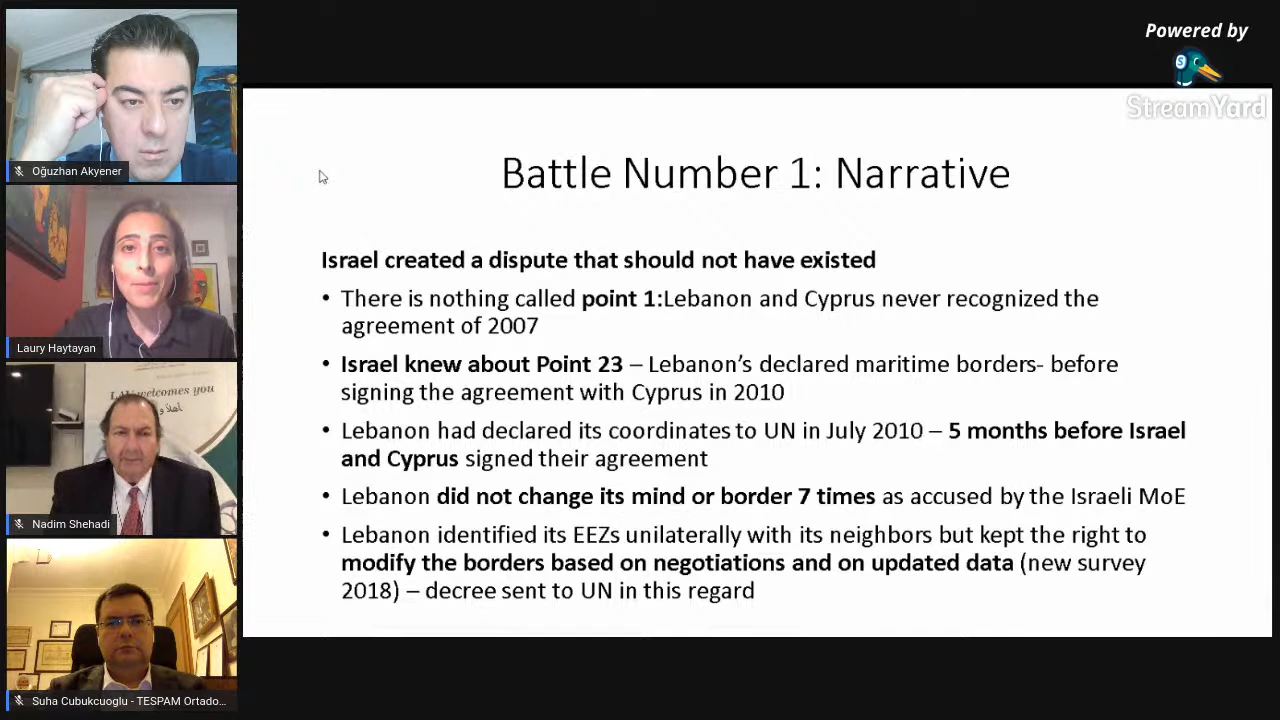 Powered by
StreamYard
Oğuzhan Akyener
Laury Haytayan
LAU welcomes you
Nadim Shehadi
Suha Cubukcuoglu - TESPAM Ortado...
Battle Number 1: Narrative
Israel created a dispute that should not have existed
• There is nothing called point 1:Lebanon and Cyprus never recognized the
agreement of 2007
• Israel knew about Point 23 – Lebanon’s declared maritime borders- before
signing the agreement with Cyprus in 2010
• Lebanon had declared its coordinates to UN in July 2010 – 5 months before Israel
and Cyprus signed their agreement
• Lebanon did not change its mind or border 7 times as accused by the Israeli MoE
• Lebanon identified its EEZs unilaterally with its neighbors but kept the right to
modify the borders based on negotiations and on updated data (new survey
2018) – decree sent to UN in this regard